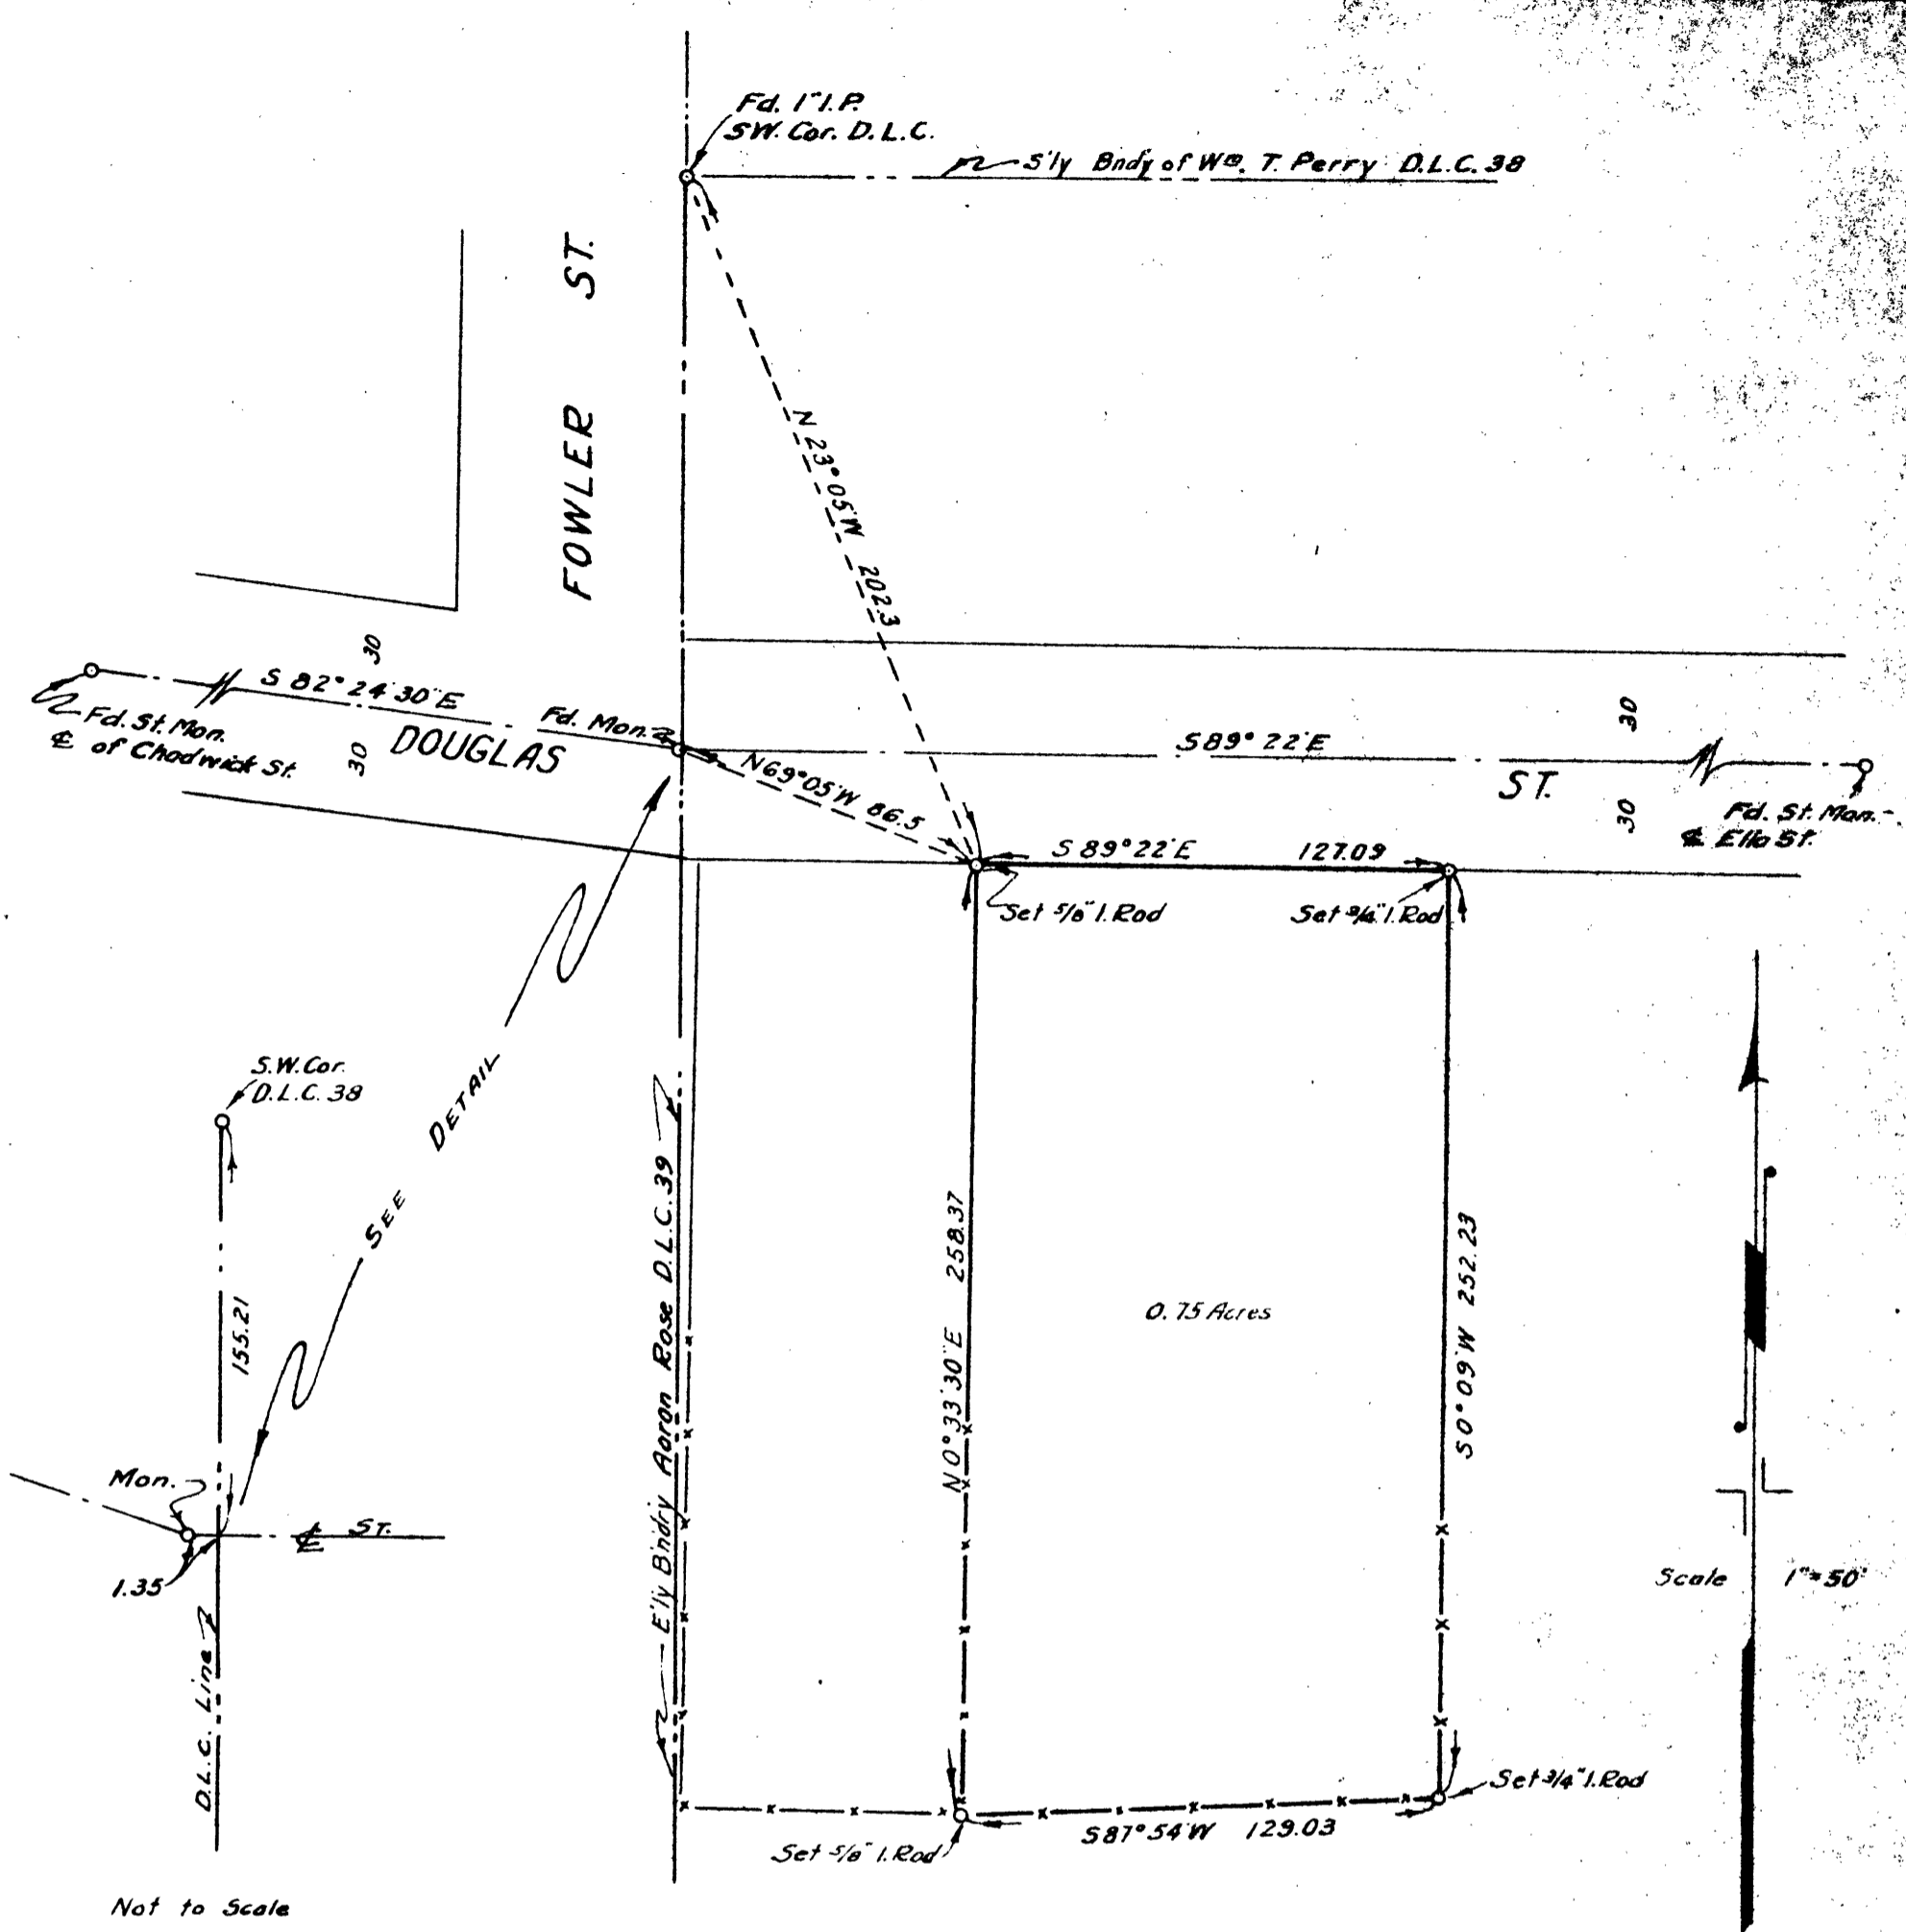 Fd. 1" I.P.
SW. Cor. D.L.C.
S'ly Bndy of Wm. T. Perry D.L.C. 38
FOWLER ST.
N 23°05'W 202.3
30
S 82°24'30"E
Fd. St. Mon.
℄ of Chadwick St.
30
DOUGLAS
Fd. Mon.
N69°05'W 86.5
S89°22'E
ST.
30
30
Fd. St. Mon.
℄ Ella St.
S 89°22'E 127.09
Set 5/8" I. Rod
Set 3/4" I. Rod
S.W. Cor.
D.L.C. 38
SEE DETAIL
155.21
Mon.
℄ ST.
1.35
D.L.C. Line
E'ly B'ndry Aaron Rose D.L.C. 39
N0°33'30"E 258.37
0.75 Acres
S0°09'W 252.23
Scale 1"=50'
Set 3/4" I. Rod
S87°54'W 129.03
Set 5/8" I. Rod
Not to Scale